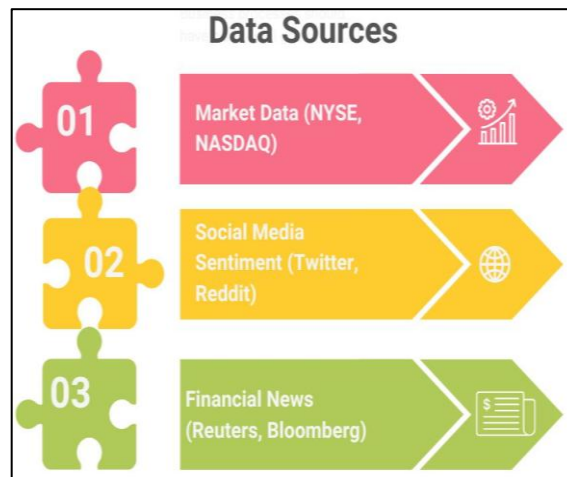 Data Sources
01
Market Data (NYSE,
NASDAQ)
02
Social Media
Sentiment (Twitter,
Reddit)
03
Financial News
(Reuters, Bloomberg)
$